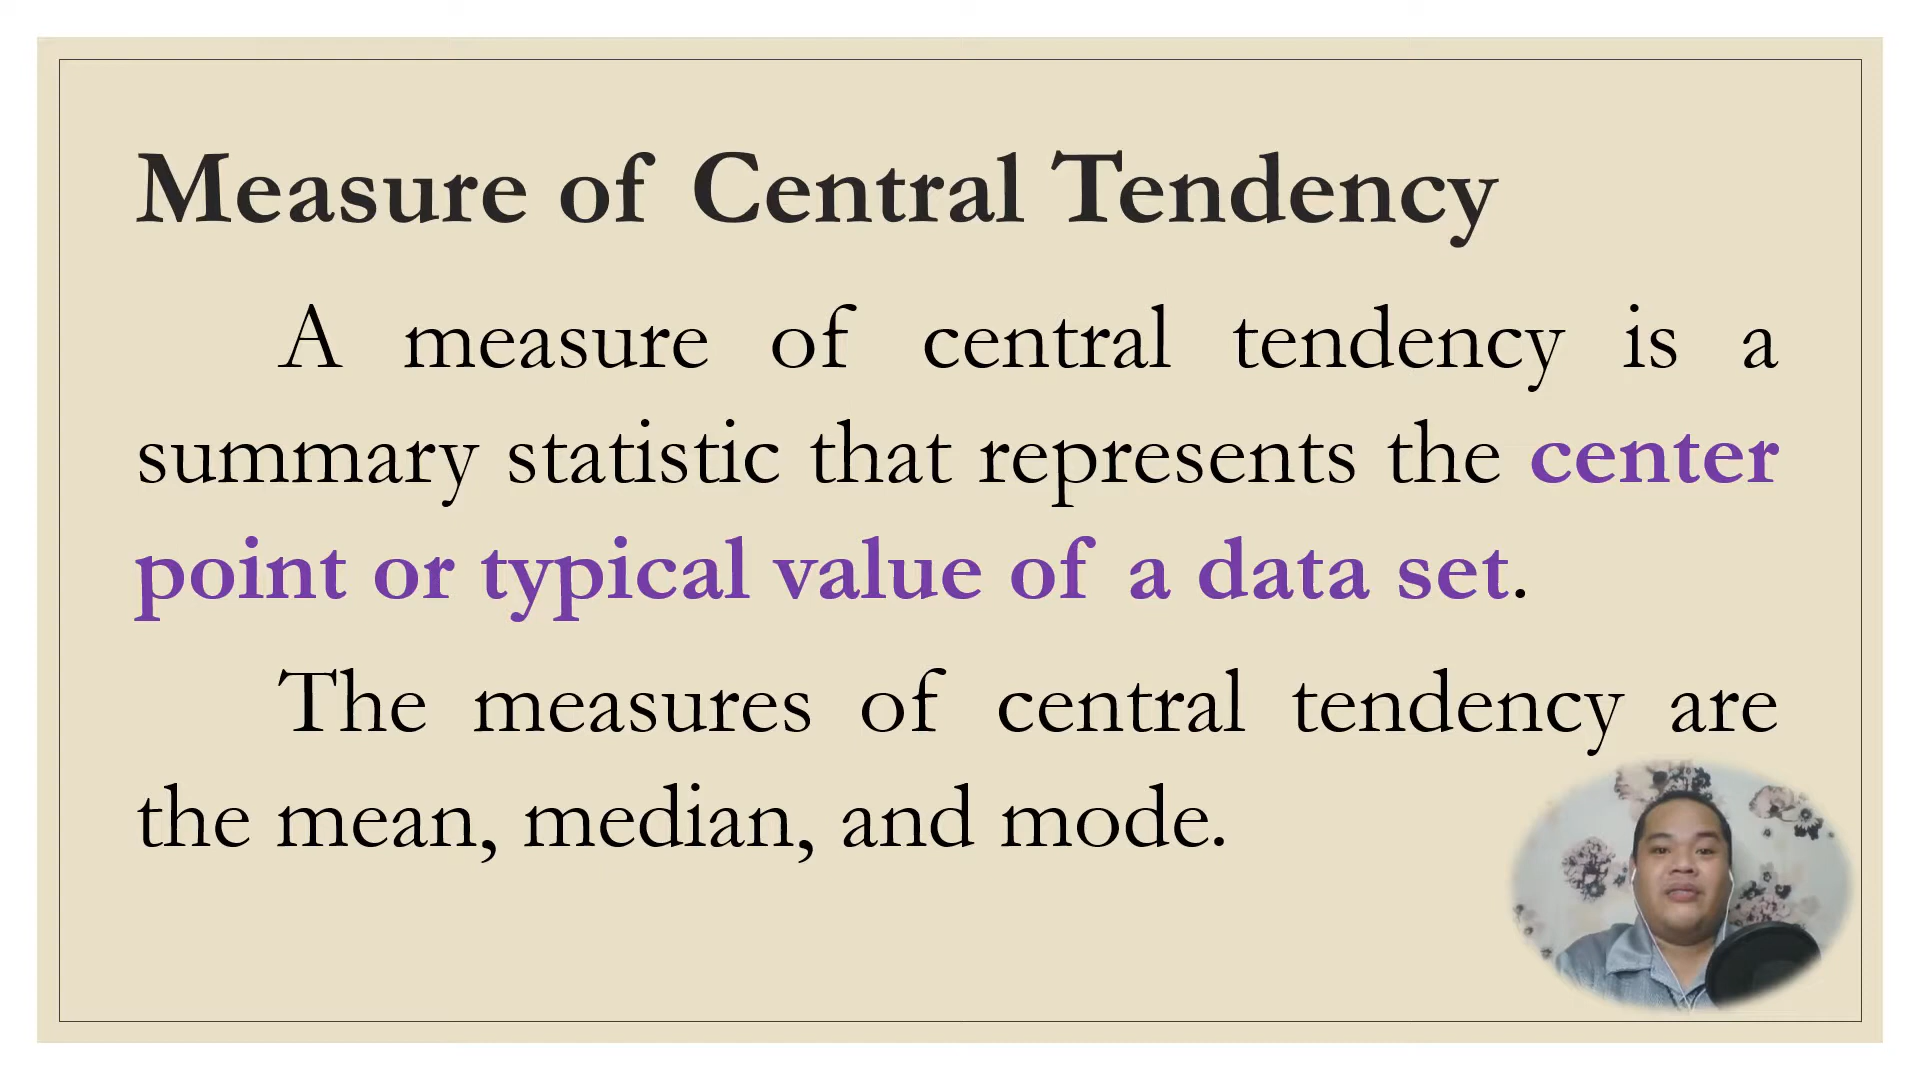 Measure of Central Tendency
A measure of central tendency is a
summary statistic that represents the center
point or typical value of a data set.
The measures of central tendency are
the mean, median, and mode.